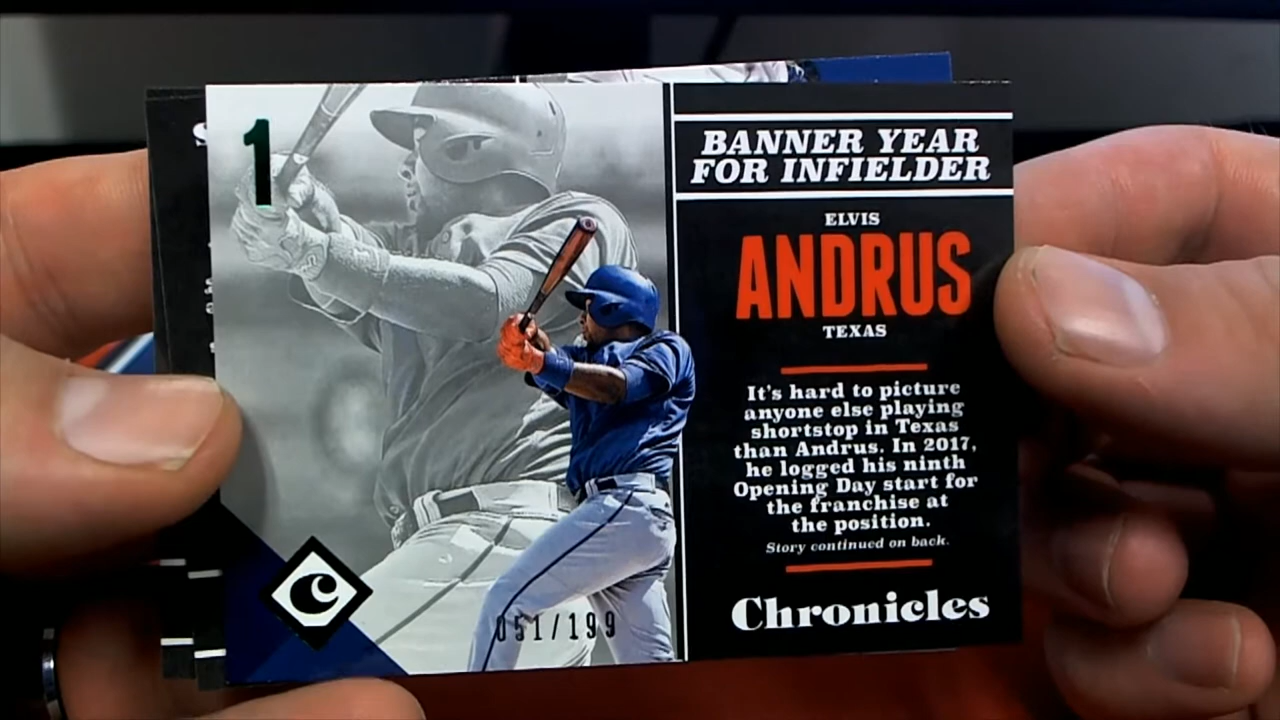 1
BANNER YEAR
FOR INFIELDER
ELVIS
ANDRUS
TEXAS
It's hard to picture
anyone else playing
shortstop in Texas
than Andrus. In 2017,
he logged his ninth
Opening Day start for
the franchise at
the position.
Story continued on back.
Chronicles
C
051/199